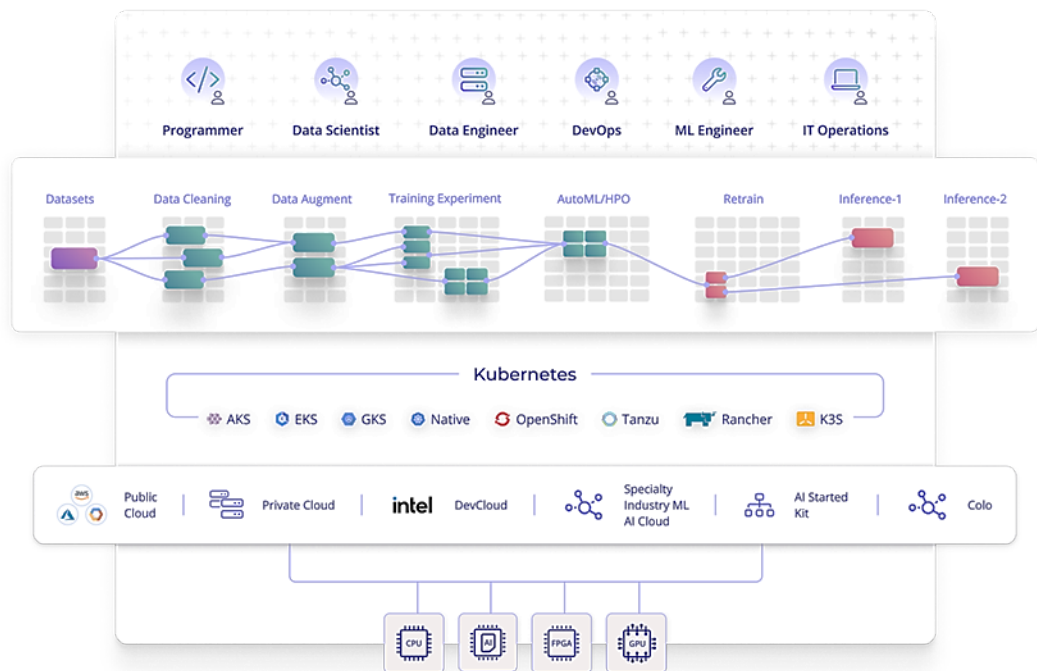 Programmer
Data Scientist
Data Engineer
DevOps
ML Engineer
IT Operations
Datasets
Data Cleaning
Data Augment
Training Experiment
AutoML/HPO
Retrain
Inference-1
Inference-2
Kubernetes
AKS
EKS
GKS
Native
OpenShift
Tanzu
Rancher
K3S
aws
Public
Cloud
Private Cloud
intel
DevCloud
Specialty
Industry ML
AI Cloud
AI Started
Kit
Colo
CPU
AI
FPGA
GPU